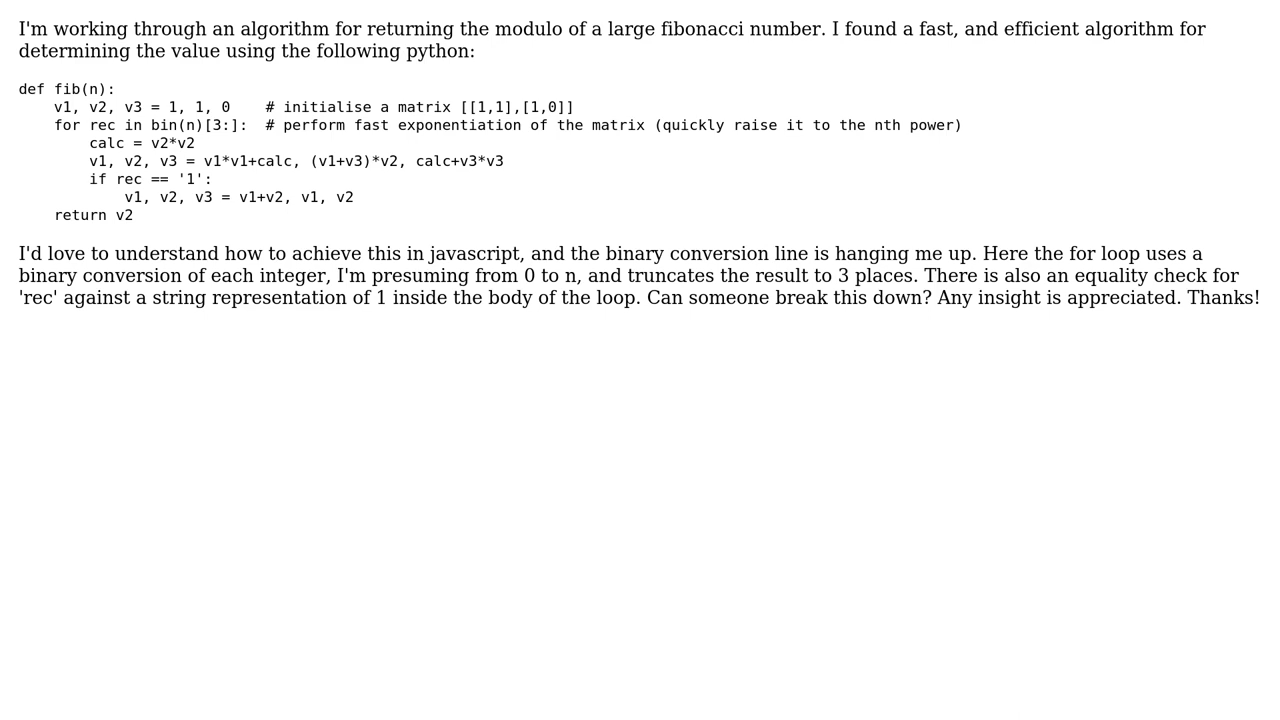 I'm working through an algorithm for returning the modulo of a large fibonacci number. I found a fast, and efficient algorithm for
determining the value using the following python:
def fib(n):
    v1, v2, v3 = 1, 1, 0    # initialise a matrix [[1,1],[1,0]]
    for rec in bin(n)[3:]:  # perform fast exponentiation of the matrix (quickly raise it to the nth power)
        calc = v2*v2
        v1, v2, v3 = v1*v1+calc, (v1+v3)*v2, calc+v3*v3
        if rec == '1':
            v1, v2, v3 = v1+v2, v1, v2
    return v2
I'd love to understand how to achieve this in javascript, and the binary conversion line is hanging me up. Here the for loop uses a
binary conversion of each integer, I'm presuming from 0 to n, and truncates the result to 3 places. There is also an equality check for
'rec' against a string representation of 1 inside the body of the loop. Can someone break this down? Any insight is appreciated. Thanks!